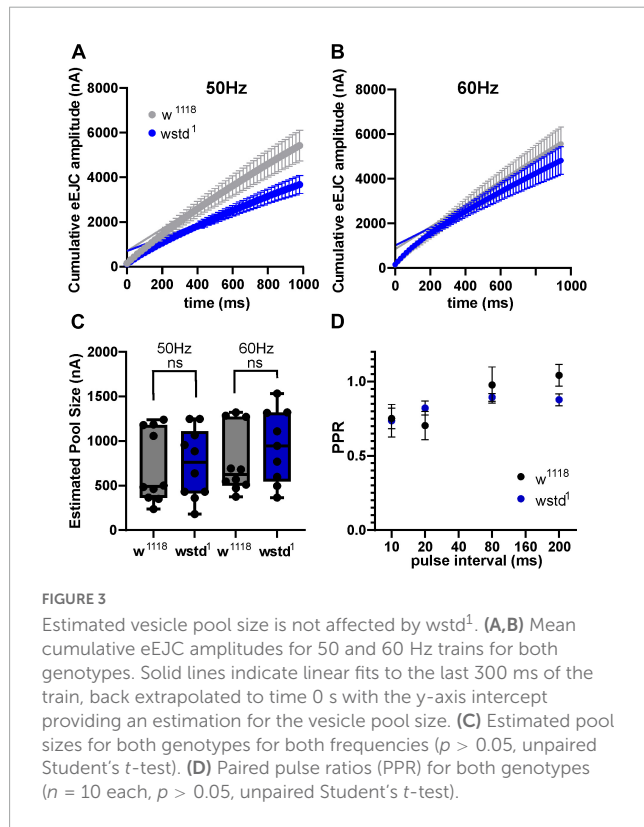 A
B
50Hz
60Hz
Cumulative eEJC amplitude (nA)
8000
6000
4000
2000
0
w 1118
wstd1
0 200 400 600 800 1000
time (ms)
Cumulative eEJC amplitude (nA)
8000
6000
4000
2000
0
0 200 400 600 800 1000
time (ms)
C
D
Estimated Pool Size (nA)
2000
1500
1000
500
0
50Hz
ns
60Hz
ns
w1118 wstd1 w1118 wstd1
PPR
1.0
0.5
0.0
w1118
wstd1
10 20 40 80 160 200
pulse interval (ms)
FIGURE 3
Estimated vesicle pool size is not affected by wstd1. (A,B) Mean
cumulative eEJC amplitudes for 50 and 60 Hz trains for both
genotypes. Solid lines indicate linear fits to the last 300 ms of the
train, back extrapolated to time 0 s with the y-axis intercept
providing an estimation for the vesicle pool size. (C) Estimated pool
sizes for both genotypes for both frequencies (p > 0.05, unpaired
Student's t-test). (D) Paired pulse ratios (PPR) for both genotypes
(n = 10 each, p > 0.05, unpaired Student's t-test).